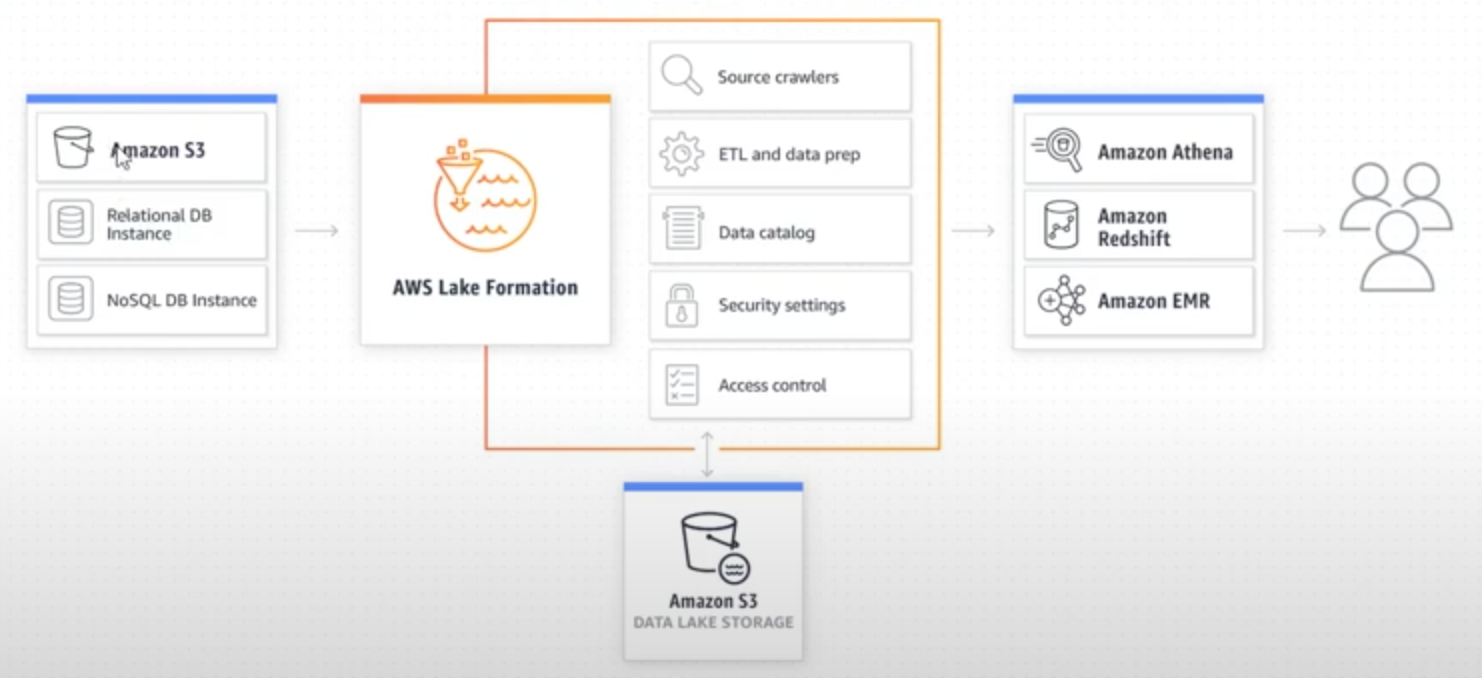 Amazon S3
Relational DB
Instance
NoSQL DB Instance
AWS Lake Formation
Source crawlers
ETL and data prep
Data catalog
Security settings
Access control
Amazon Athena
Amazon
Redshift
Amazon EMR
Amazon S3
DATA LAKE STORAGE